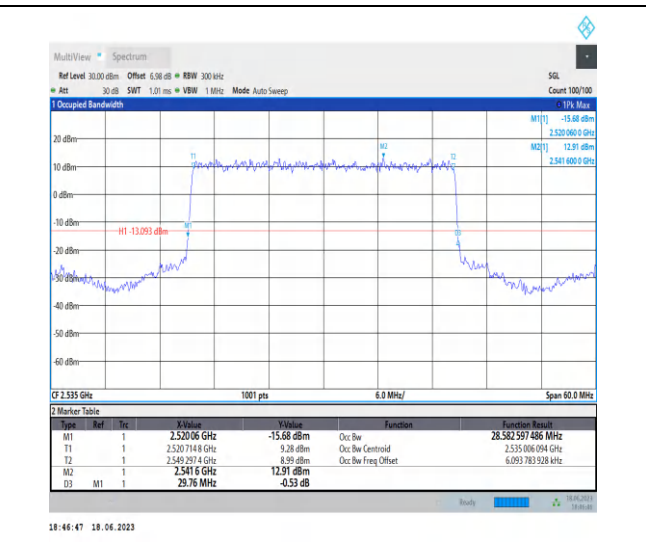 MultiView Spectrum
Ref Level 30.00 dBm Offset 6.98 dB RBW 300 kHz SGL
Att 30 dB SWT 1.01 ms VBW 1 MHz Mode Auto Sweep Count 100/100
1 Occupied Bandwidth 1Pk Max
M1[1] -15.68 dBm
2.520 060 0 GHz
M2[1] 12.91 dBm
2.541 600 0 GHz
20 dBm
M2
T1 T2
10 dBm
0 dBm
-10 dBm
M1
H1 -13.093 dBm
D3
-20 dBm
-30 dBm
-40 dBm
-50 dBm
-60 dBm
CF 2.535 GHz 1001 pts 6.0 MHz/ Span 60.0 MHz
2 Marker Table
Type Ref Trc X-Value Y-Value Function Function Result
M1 1 2.52006 GHz -15.68 dBm Occ Bw 28.582 597 486 MHz
T1 1 2.520 714 8 GHz 9.28 dBm Occ Bw Centroid 2.535 006 094 GHz
T2 1 2.549 297 4 GHz 8.99 dBm Occ Bw Freq Offset 6.093 783 928 kHz
M2 1 2.541 6 GHz 12.91 dBm
D3 M1 1 29.76 MHz -0.53 dB
Ready 18.06.2023
18:46:46
18:46:47 18.06.2023